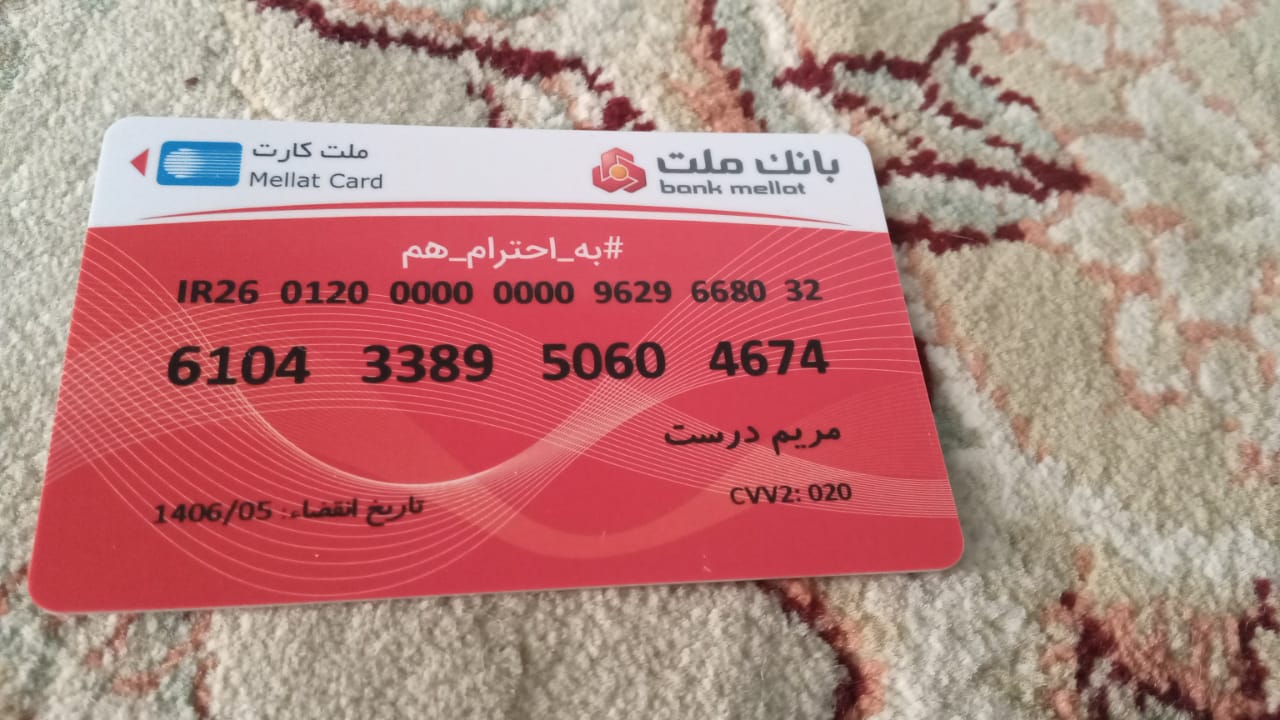 ملت کارت
Mellat Card
بانك ملت
bank mellat
#به_احترام_هم
IR26 0120 0000 0000 9629 6680 32
6104 3389 5060 4674
مریم درست
CVV2: 020
تاریخ انقضاء: 1406/05